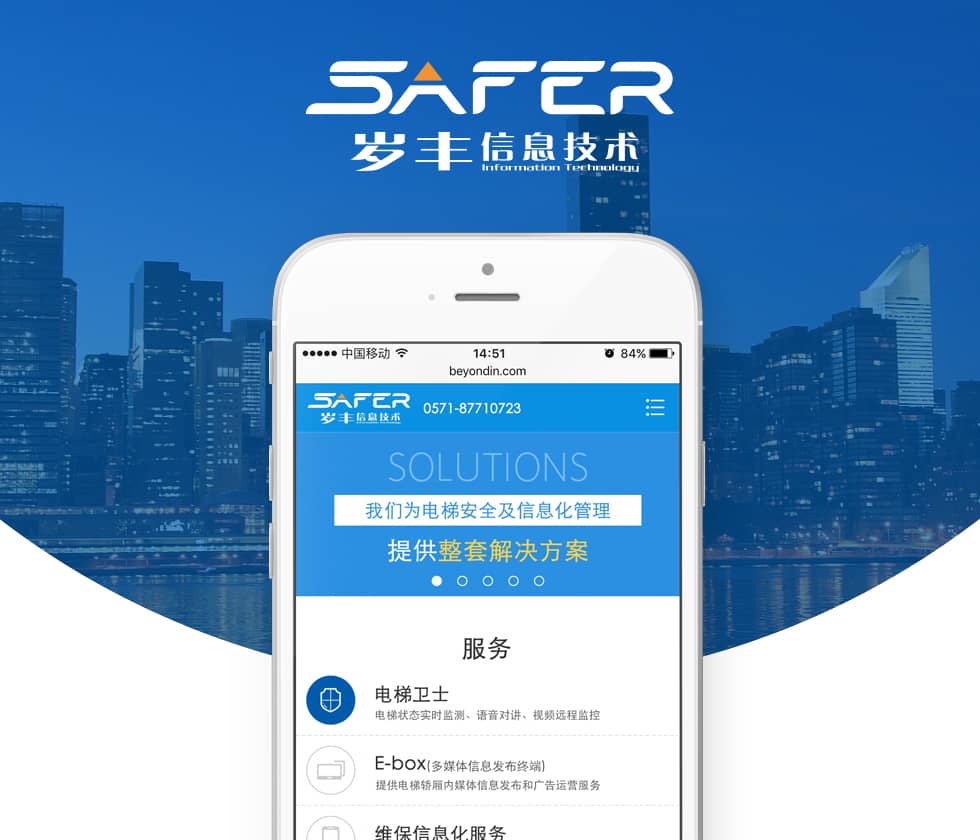 SAFER
岁丰信息技术
Information Technology
中国移动 14:51 84%
beyondin.com
SAFER
岁丰信息技术
0571-87710723
SOLUTIONS
我们为电梯安全及信息化管理
提供整套解决方案
服务
电梯卫士
电梯状态实时监测、语音对讲、视频远程监控
E-box(多媒体信息发布终端)
提供电梯轿厢内媒体信息发布和广告运营服务
维保信息化服务